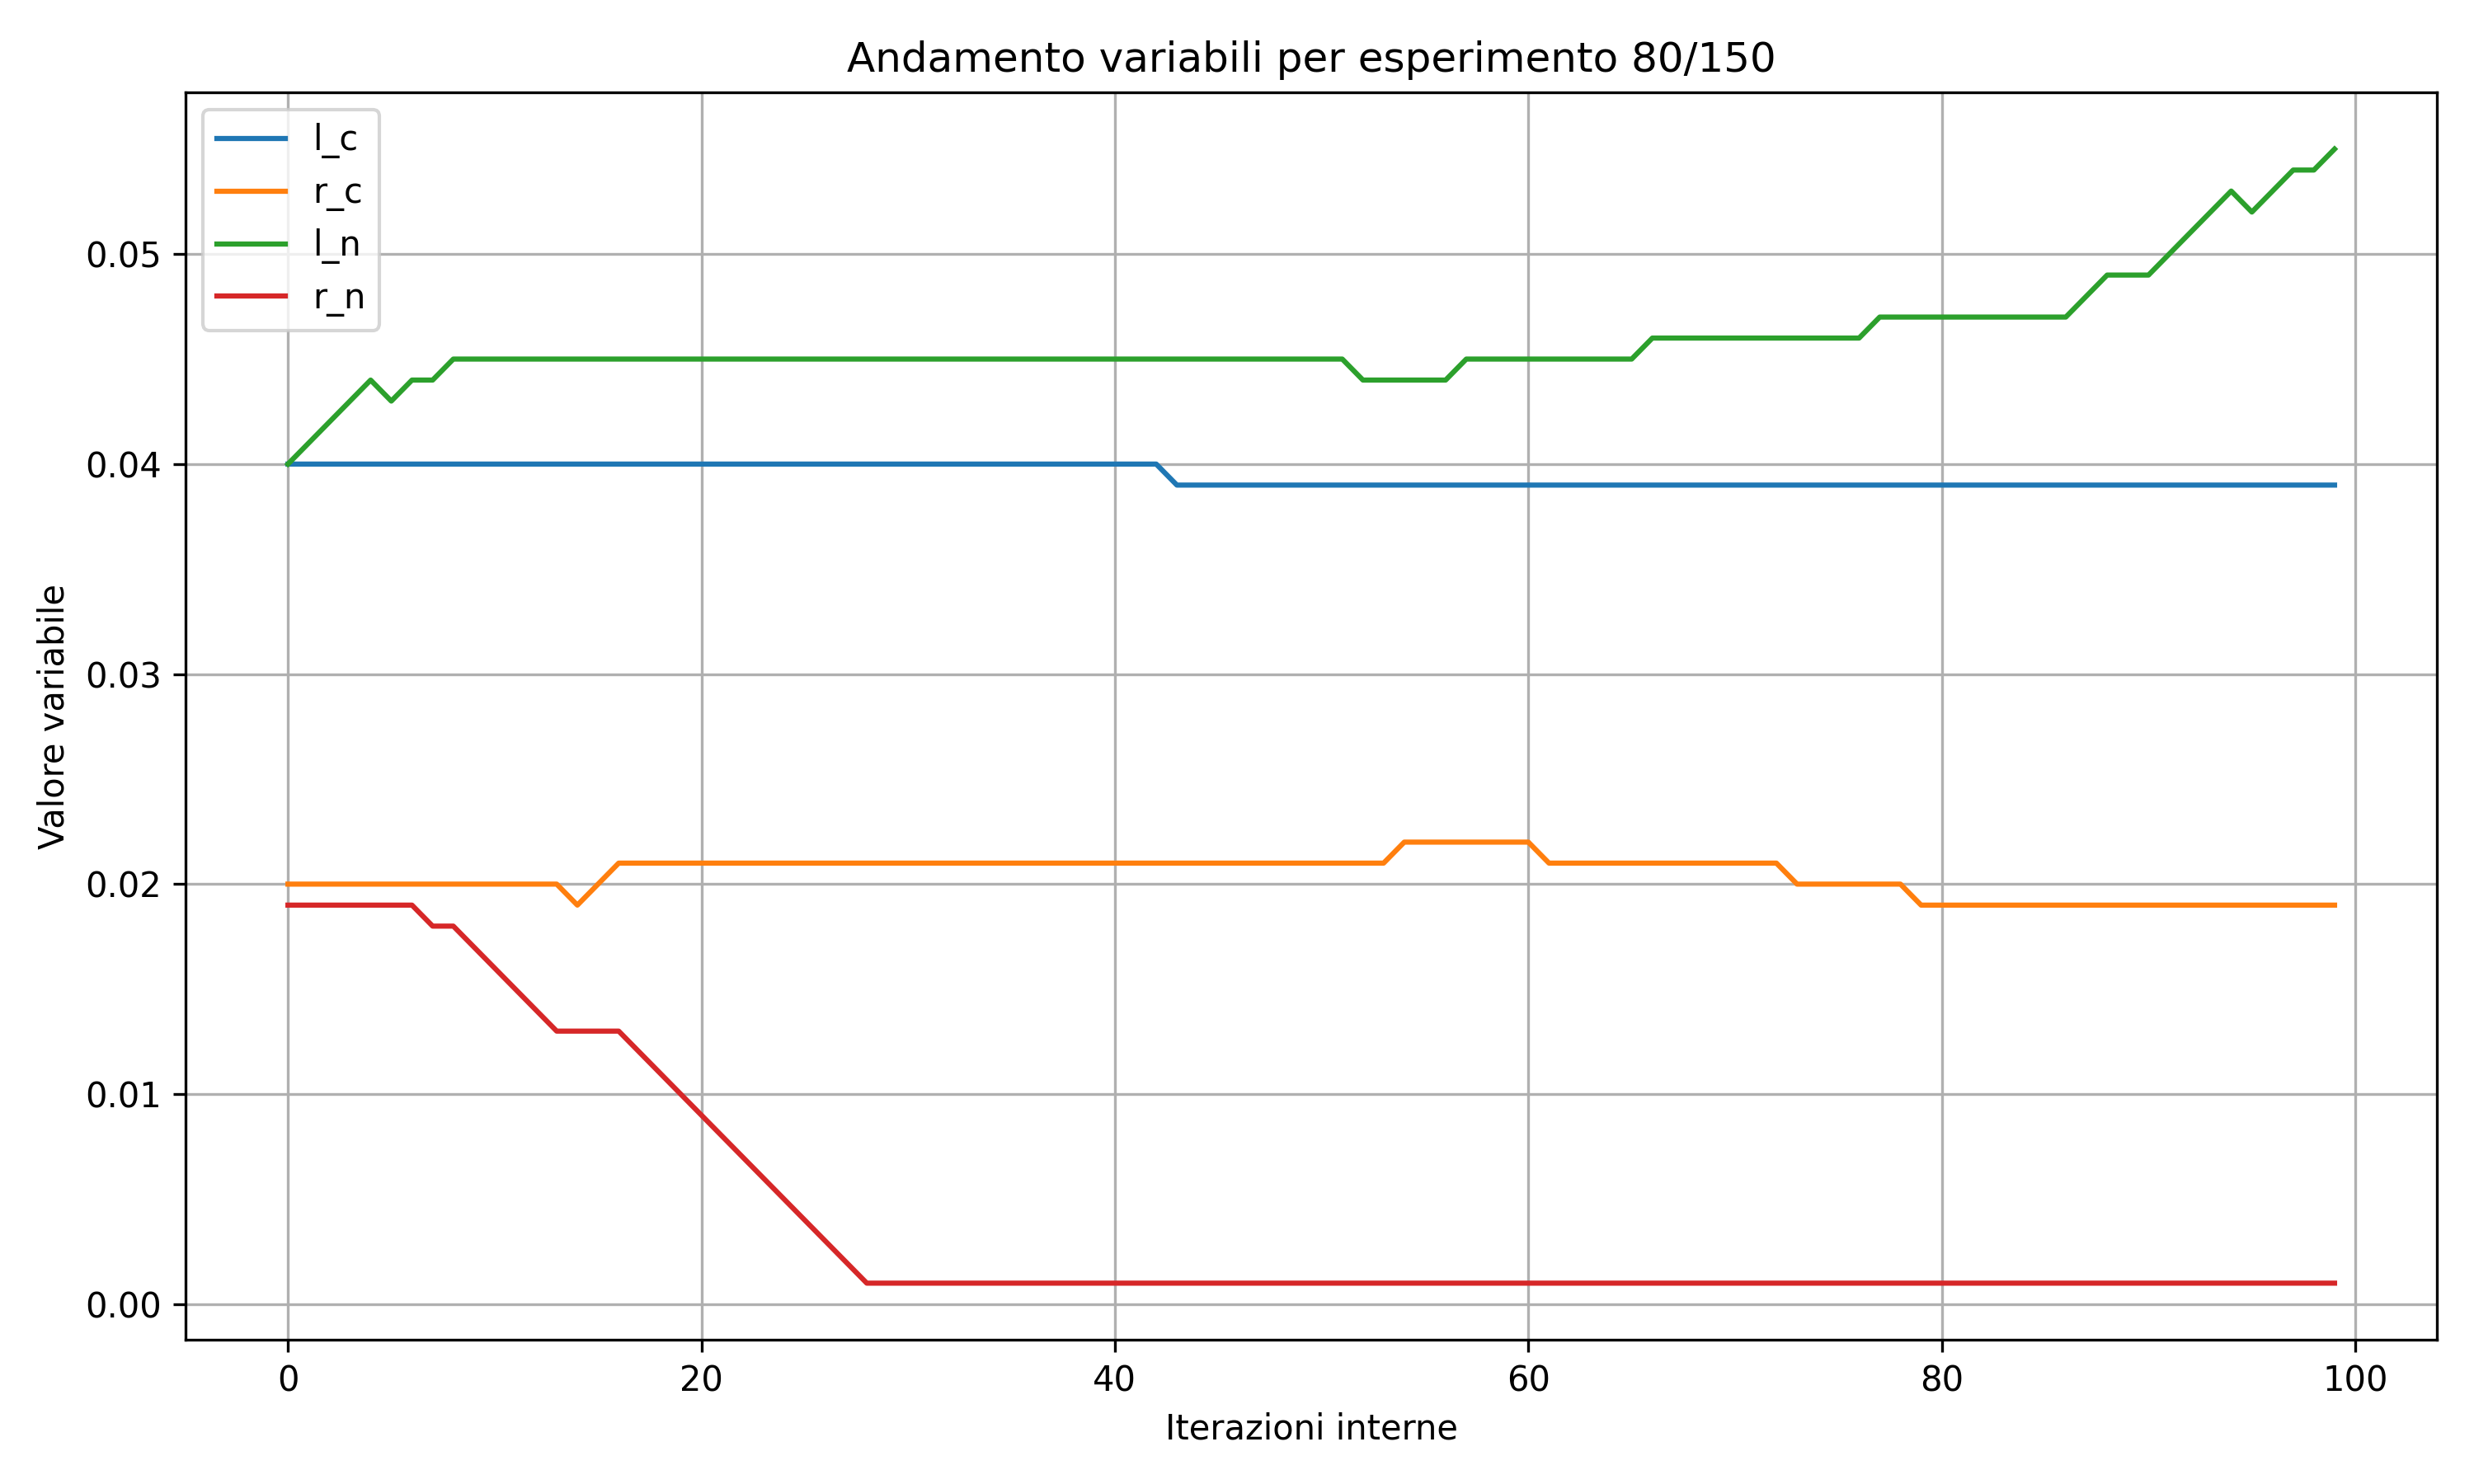 Andamento variabili per esperimento 80/150
l_c
r_c
l_n
r_n
Valore variabile
0.05
0.04
0.03
0.02
0.01
0.00
0 20 40 60 80 100
Iterazioni interne